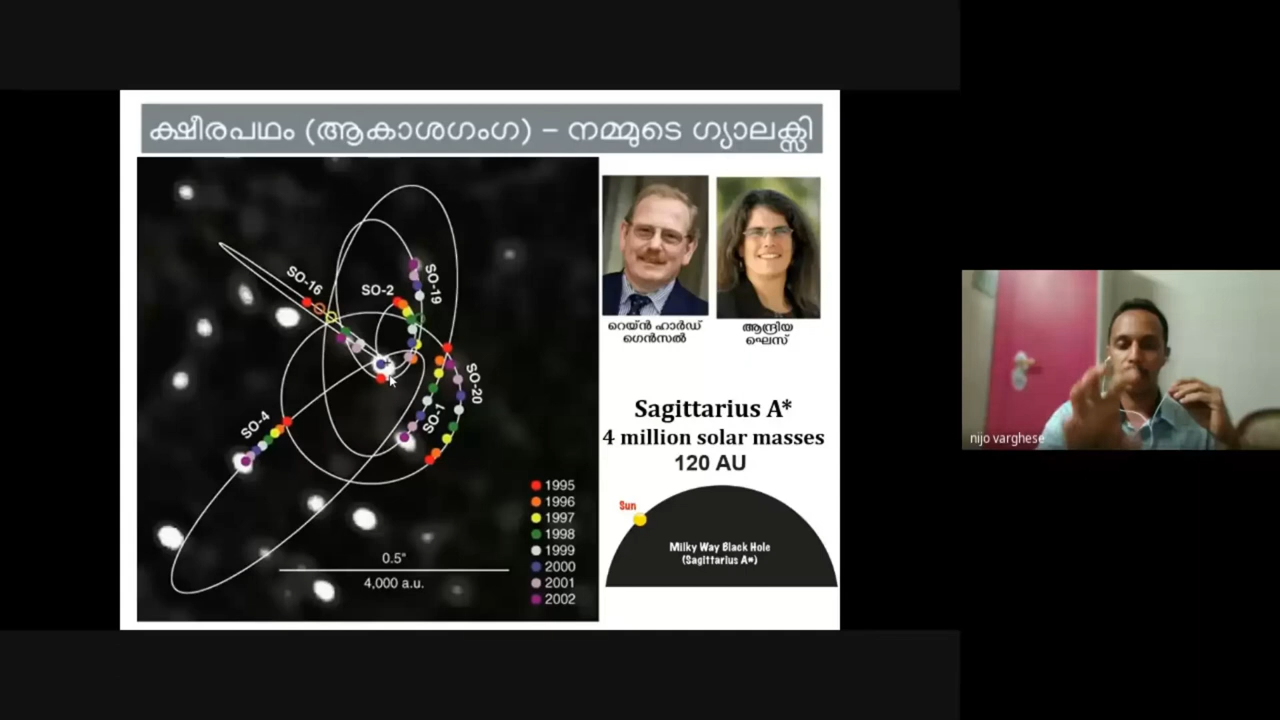 ക്ഷീരപഥം (ആകാശഗംഗ) – നമ്മുടെ ഗ്യാലക്സി
SO-16
SO-2
SO-19
SO-20
SO-1
SO-4
0.5"
4,000 a.u.
1995
1996
1997
1998
1999
2000
2001
2002
റെയ്ൻ ഹാർഡ്
ഗെൻസൽ
ആന്ദ്രിയ
ഘെസ്
Sagittarius A*
4 million solar masses
120 AU
Sun
Milky Way Black Hole
(Sagittarius A*)
nijo varghese